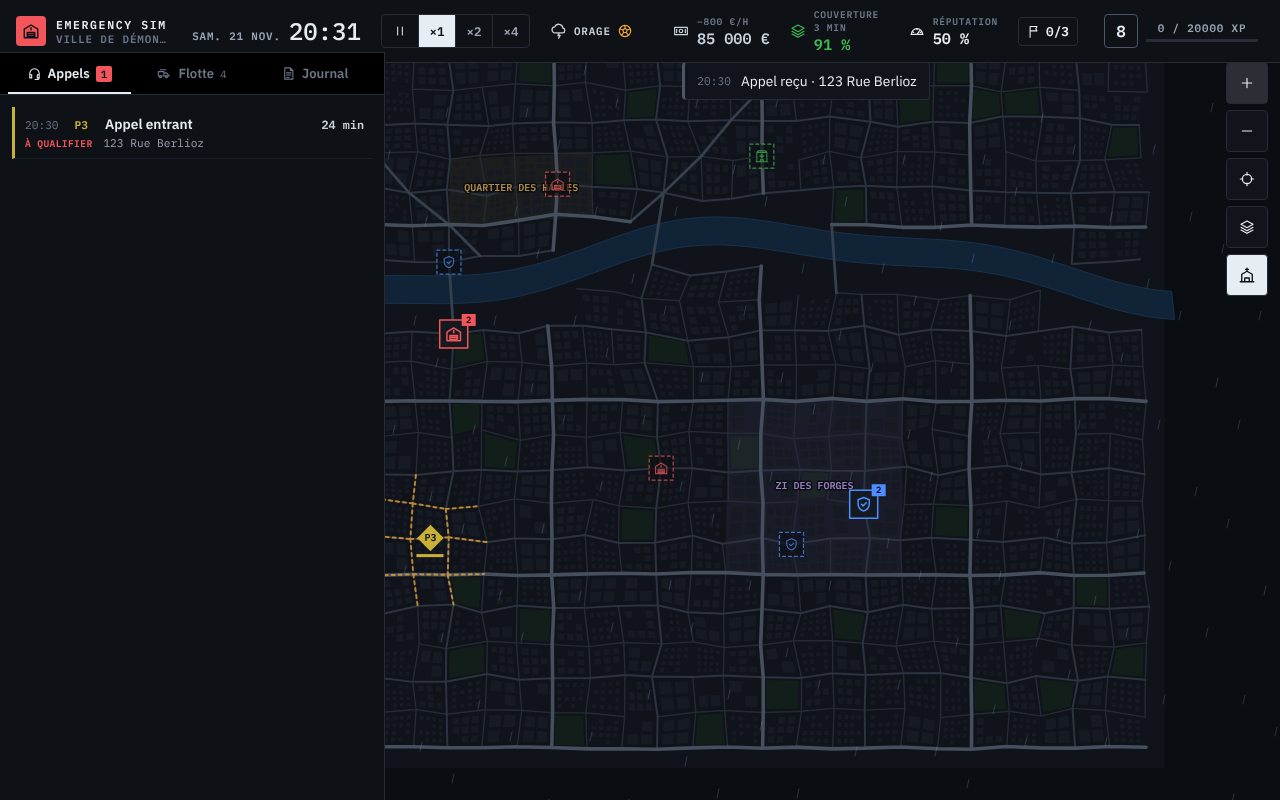 EMERGENCY SIM
VILLE DE DÉMON…
SAM. 21 NOV. 20:31
×1 ×2 ×4
ORAGE
−800 €/H
85 000 €
COUVERTURE
3 MIN
91 %
RÉPUTATION
50 %
0/3
8
0 / 20000 XP
Appels 1
Flotte 4
Journal
20:30 Appel reçu · 123 Rue Berlioz
20:30 P3 Appel entrant 24 min
À QUALIFIER 123 Rue Berlioz
QUARTIER DES HALLES
2
ZI DES FORGES
2
P3